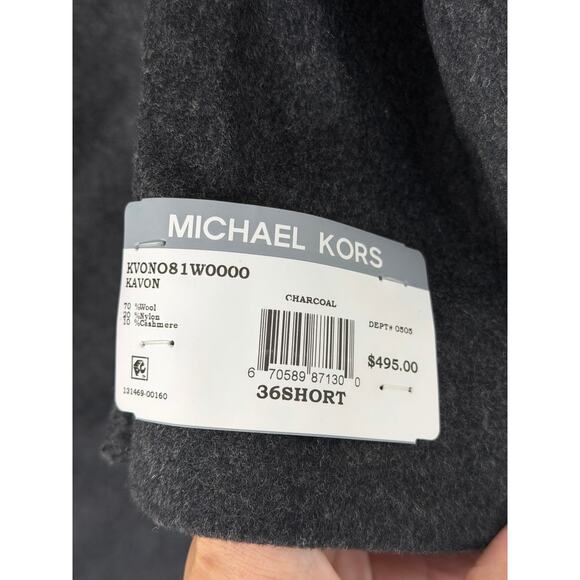 MICHAEL KORS
KVONO81W0000
KAVON
CHARCOAL
70 %Wool
20 %Nylon
10 %Cashmere
DEPT# 0505
$495.00
6 70589 87130 0
36SHORT
131469-00160